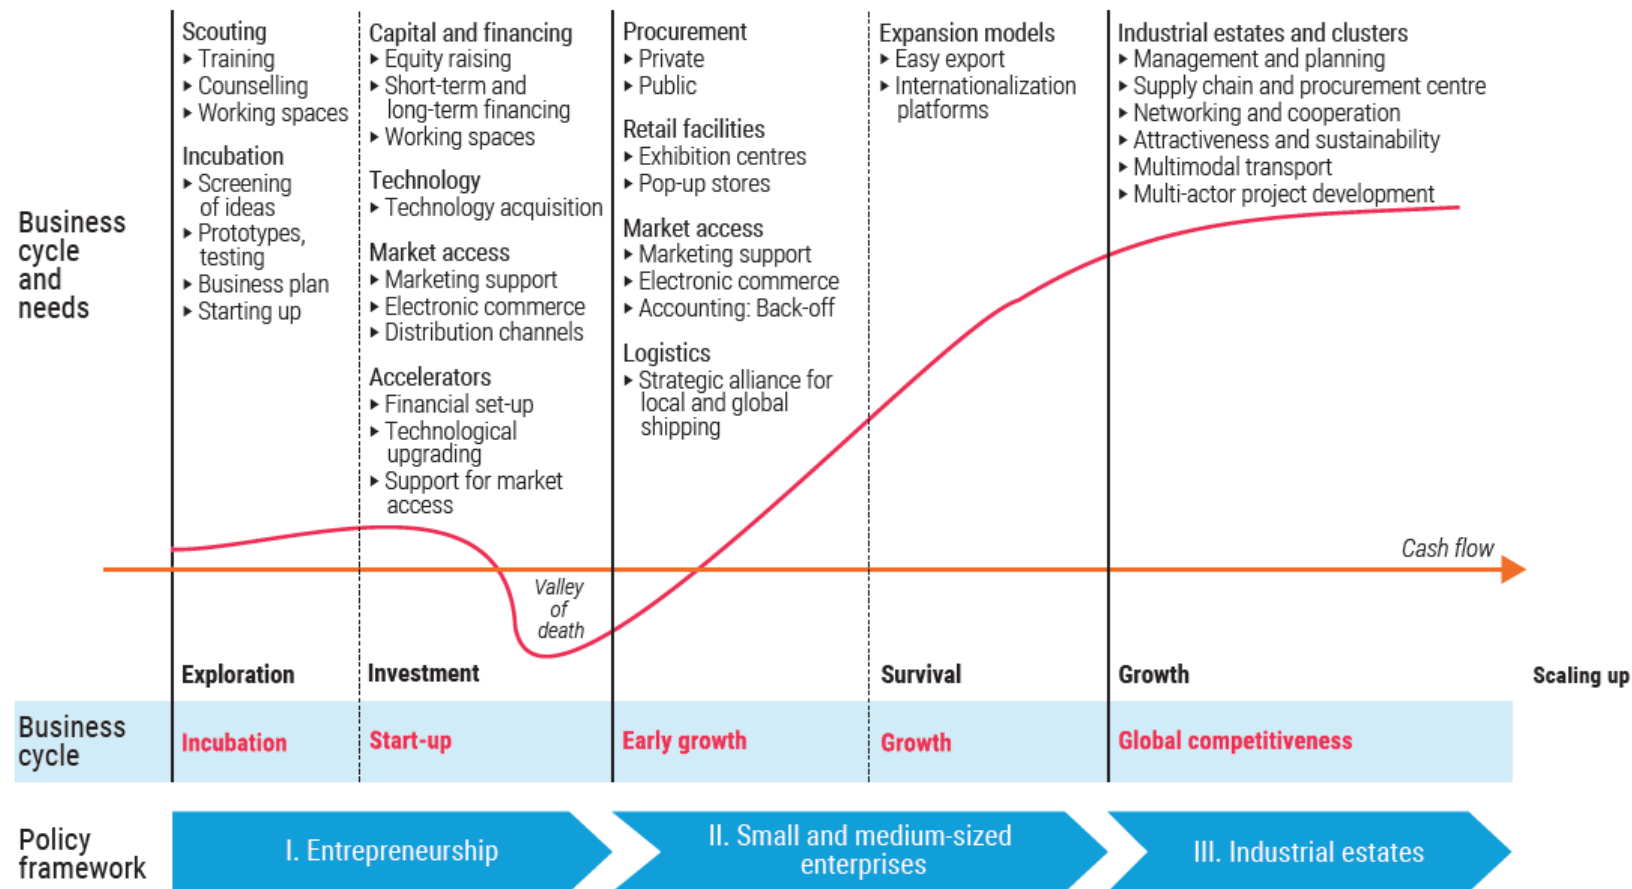 Business
cycle
and
needs
Scouting
‣ Training
‣ Counselling
‣ Working spaces
Incubation
‣ Screening
of ideas
‣ Prototypes,
testing
‣ Business plan
‣ Starting up
Capital and financing
‣ Equity raising
‣ Short-term and
long-term financing
‣ Working spaces
Technology
‣ Technology acquisition
Market access
‣ Marketing support
‣ Electronic commerce
‣ Distribution channels
Accelerators
‣ Financial set-up
‣ Technological
upgrading
‣ Support for market
access
Procurement
‣ Private
‣ Public
Retail facilities
‣ Exhibition centres
‣ Pop-up stores
Market access
‣ Marketing support
‣ Electronic commerce
‣ Accounting: Back-off
Logistics
‣ Strategic alliance for
local and global
shipping
Expansion models
‣ Easy export
‣ Internationalization
platforms
Industrial estates and clusters
‣ Management and planning
‣ Supply chain and procurement centre
‣ Networking and cooperation
‣ Attractiveness and sustainability
‣ Multimodal transport
‣ Multi-actor project development
Cash flow
Valley
of
death
Exploration
Investment
Survival
Growth
Scaling up
Business
cycle
Incubation
Start-up
Early growth
Growth
Global competitiveness
Policy
framework
I. Entrepreneurship
II. Small and medium-sized
enterprises
III. Industrial estates